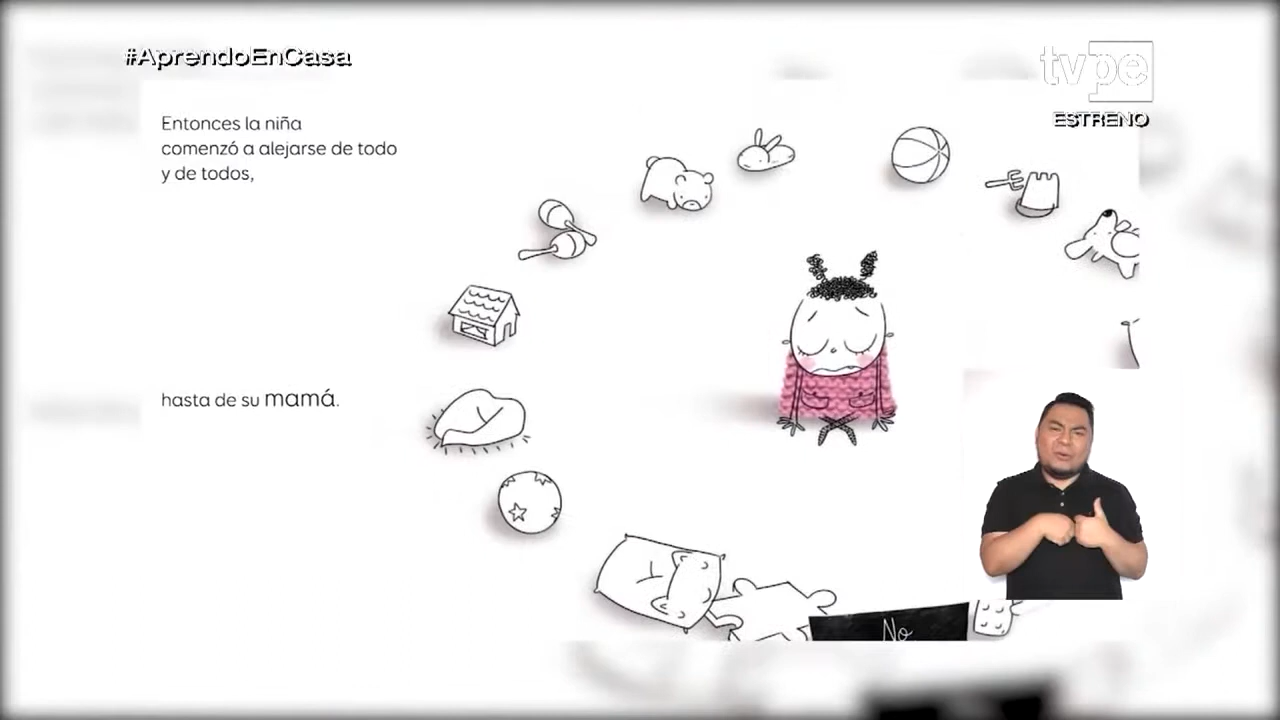 #AprendoEnCasa
tvpe
ESTRENO
Entonces la niña
comenzó a alejarse de todo
y de todos,
hasta de su mamá.
No